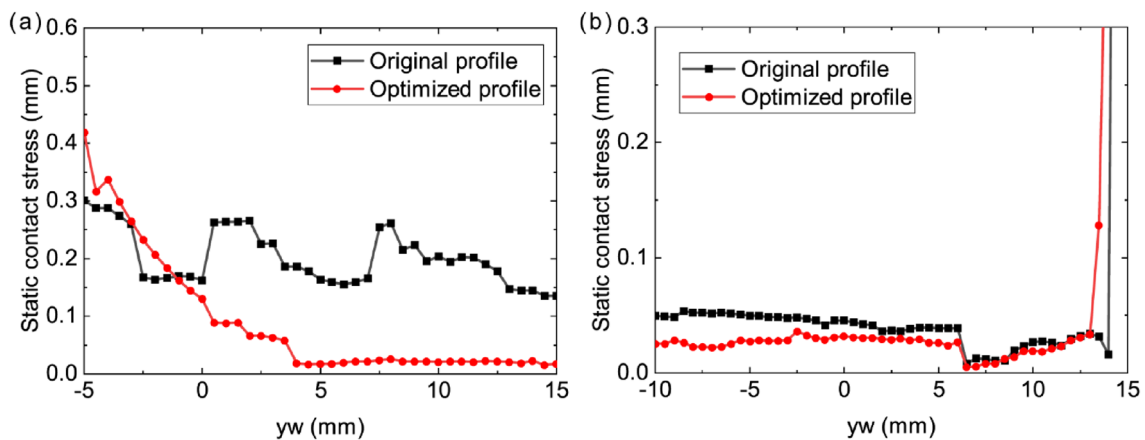 (a)
0.6
0.5
0.4
0.3
0.2
0.1
0.0
Static contact stress (mm)
Original profile
Optimized profile
-5 0 5 10 15
yw (mm)
(b)
0.3
0.2
0.1
0.0
Static contact stress (mm)
Original profile
Optimized profile
-10 -5 0 5 10 15
yw (mm)